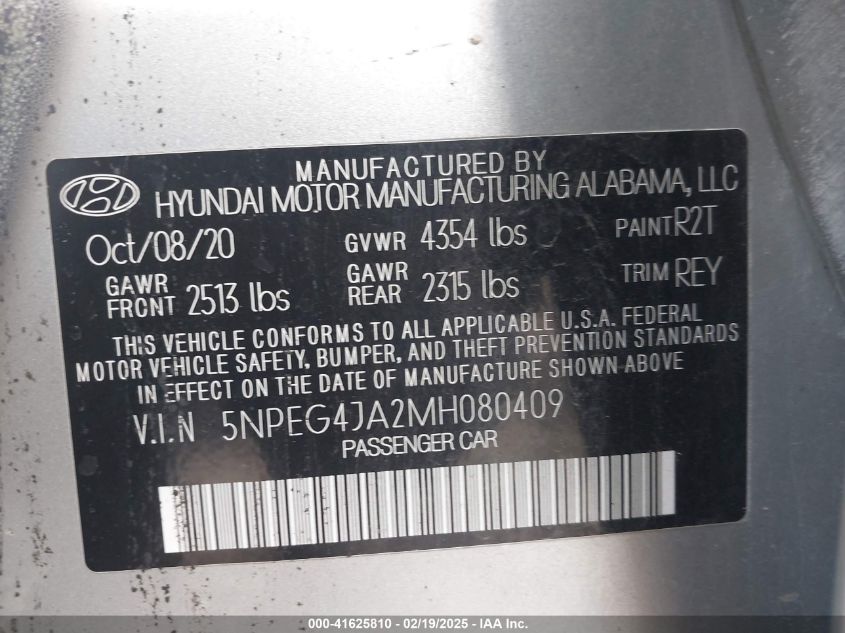 MANUFACTURED BY
HYUNDAI MOTOR MANUFACTURING ALABAMA, LLC
Oct/08/20 GVWR 4354 lbs PAINT R2T
GAWR FRONT 2513 lbs GAWR REAR 2315 lbs TRIM REY
THIS VEHICLE CONFORMS TO ALL APPLICABLE U.S.A. FEDERAL
MOTOR VEHICLE SAFETY, BUMPER, AND THEFT PREVENTION STANDARDS
IN EFFECT ON THE DATE OF MANUFACTURE SHOWN ABOVE
V.I.N 5NPEG4JA2MH080409
PASSENGER CAR
000-41625810 - 02/19/2025 - IAA Inc.